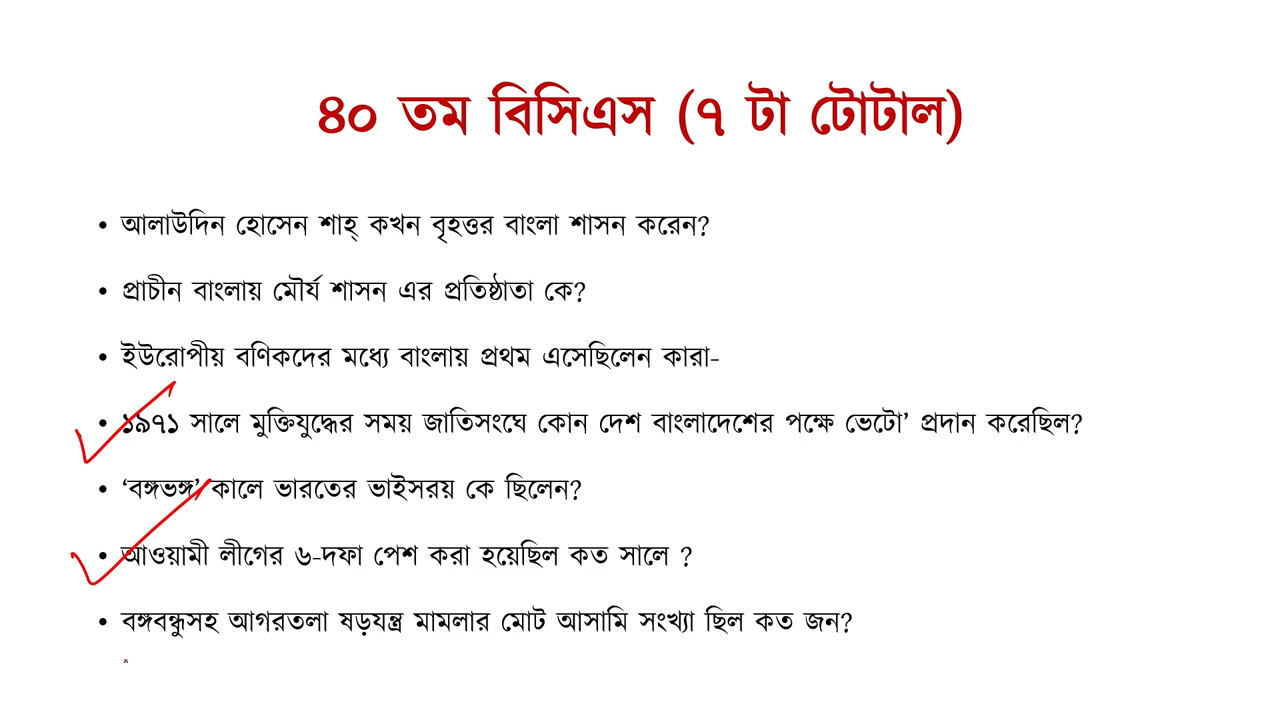 ৪০ তম বিসিএস (৭ টা টোটাল)
• আলাউদিন হোসেন শাহ্ কখন বৃহত্তর বাংলা শাসন করেন?
• প্রাচীন বাংলায় মৌর্য শাসন এর প্রতিষ্ঠাতা কে?
• ইউরোপীয় বণিকদের মধ্যে বাংলায় প্রথম এসেছিলেন কারা-
• ১৯৭১ সালে মুক্তিযুদ্ধের সময় জাতিসংঘে কোন দেশ বাংলাদেশের পক্ষে ভেটো’ প্রদান করেছিল?
• ‘বঙ্গভঙ্গ’ কালে ভারতের ভাইসরয় কে ছিলেন?
• আওয়ামী লীগের ৬-দফা পেশ করা হয়েছিল কত সালে ?
• বঙ্গবন্ধুসহ আগরতলা ষড়যন্ত্র মামলার মোট আসামি সংখ্যা ছিল কত জন?